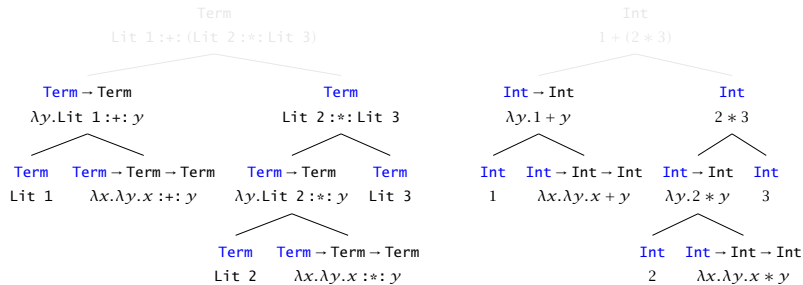 Term Int
Lit 1 :+: (Lit 2 :*: Lit 3) 1 + (2 ∗ 3)
Term → Term Term Int → Int Int
λy.Lit 1 :+: y Lit 2 :*: Lit 3 λy.1 + y 2 ∗ 3
Term Term → Term → Term Term → Term Term Int Int → Int → Int Int → Int Int
Lit 1 λx.λy.x :+: y λy.Lit 2 :*: y Lit 3 1 λx.λy.x + y λy.2 ∗ y 3
Term Term → Term → Term Int Int → Int → Int
Lit 2 λx.λy.x :*: y 2 λx.λy.x ∗ y